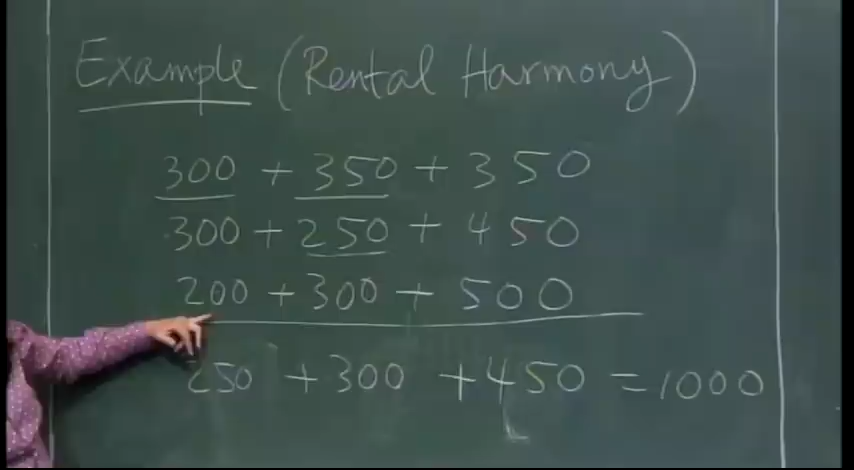 Example (Rental Harmony)
300 + 350 + 350
300 + 250 + 450
200 + 300 + 500
250 + 300 + 450 = 1000